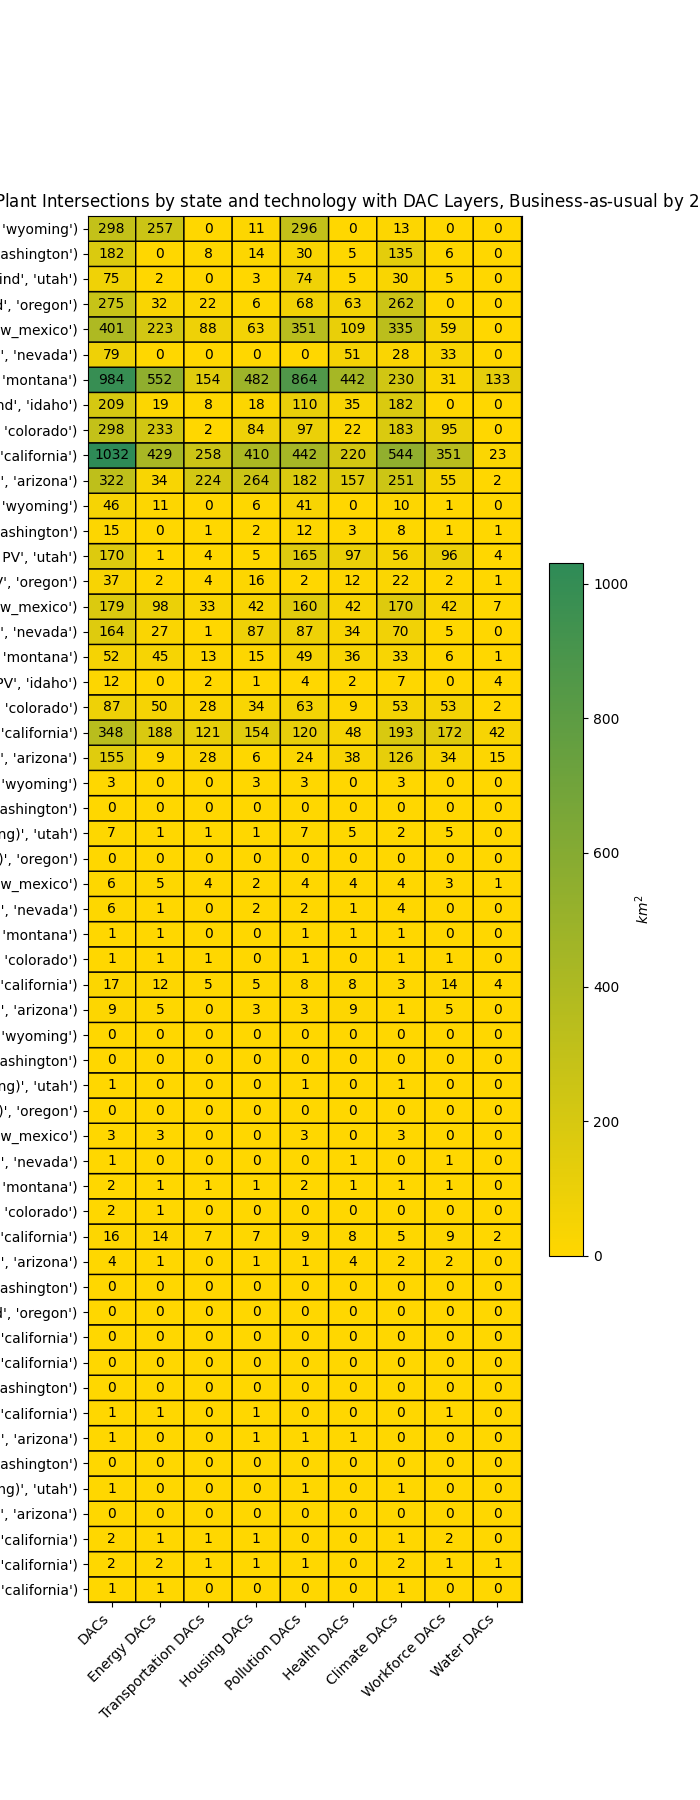 Plant Intersections by state and technology with DAC Layers, Business-as-usual by 2
'wyoming') 298 257 0 11 296 0 13 0 0
ashington') 182 0 8 14 30 5 135 6 0
ind', 'utah') 75 2 0 3 74 5 30 5 0
d', 'oregon') 275 32 22 6 68 63 262 0 0
w_mexico') 401 223 88 63 351 109 335 59 0
', 'nevada') 79 0 0 0 0 51 28 33 0
'montana') 984 552 154 482 864 442 230 31 133
nd', 'idaho') 209 19 8 18 110 35 182 0 0
'colorado') 298 233 2 84 97 22 183 95 0
'california') 1032 429 258 410 442 220 544 351 23
', 'arizona') 322 34 224 264 182 157 251 55 2
'wyoming') 46 11 0 6 41 0 10 1 0
ashington') 15 0 1 2 12 3 8 1 1
PV', 'utah') 170 1 4 5 165 97 56 96 4
/', 'oregon') 37 2 4 16 2 12 22 2 1
w_mexico') 179 98 33 42 160 42 170 42 7
', 'nevada') 164 27 1 87 87 34 70 5 0
'montana') 52 45 13 15 49 36 33 6 1
PV', 'idaho') 12 0 2 1 4 2 7 0 4
'colorado') 87 50 28 34 63 9 53 53 2
'california') 348 188 121 154 120 48 193 172 42
', 'arizona') 155 9 28 6 24 38 126 34 15
'wyoming') 3 0 0 3 3 0 3 0 0
ashington') 0 0 0 0 0 0 0 0 0
ng)', 'utah') 7 1 1 1 7 5 2 5 0
)', 'oregon') 0 0 0 0 0 0 0 0 0
w_mexico') 6 5 4 2 4 4 4 3 1
', 'nevada') 6 1 0 2 2 1 4 0 0
'montana') 1 1 0 0 1 1 1 0 0
'colorado') 1 1 1 0 1 0 1 1 0
'california') 17 12 5 5 8 8 3 14 4
', 'arizona') 9 5 0 3 3 9 1 5 0
'wyoming') 0 0 0 0 0 0 0 0 0
ashington') 0 0 0 0 0 0 0 0 0
ng)', 'utah') 1 0 0 0 1 0 1 0 0
)', 'oregon') 0 0 0 0 0 0 0 0 0
w_mexico') 3 3 0 0 3 0 3 0 0
', 'nevada') 1 0 0 0 0 1 0 1 0
'montana') 2 1 1 1 2 1 1 1 0
'colorado') 2 1 0 0 0 0 0 0 0
'california') 16 14 7 7 9 8 5 9 2
', 'arizona') 4 1 0 1 1 4 2 2 0
ashington') 0 0 0 0 0 0 0 0 0
d', 'oregon') 0 0 0 0 0 0 0 0 0
'california') 0 0 0 0 0 0 0 0 0
'california') 0 0 0 0 0 0 0 0 0
ashington') 0 0 0 0 0 0 0 0 0
'california') 1 1 0 1 0 0 0 1 0
', 'arizona') 1 0 0 1 1 1 0 0 0
ashington') 0 0 0 0 0 0 0 0 0
ng)', 'utah') 1 0 0 0 1 0 1 0 0
', 'arizona') 0 0 0 0 0 0 0 0 0
'california') 2 1 1 1 0 0 1 2 0
'california') 2 2 1 1 1 0 2 1 1
'california') 1 1 0 0 0 0 1 0 0
DACs
Energy DACs
Transportation DACs
Housing DACs
Pollution DACs
Health DACs
Climate DACs
Workforce DACs
Water DACs
1000
800
600
400
200
0
km²